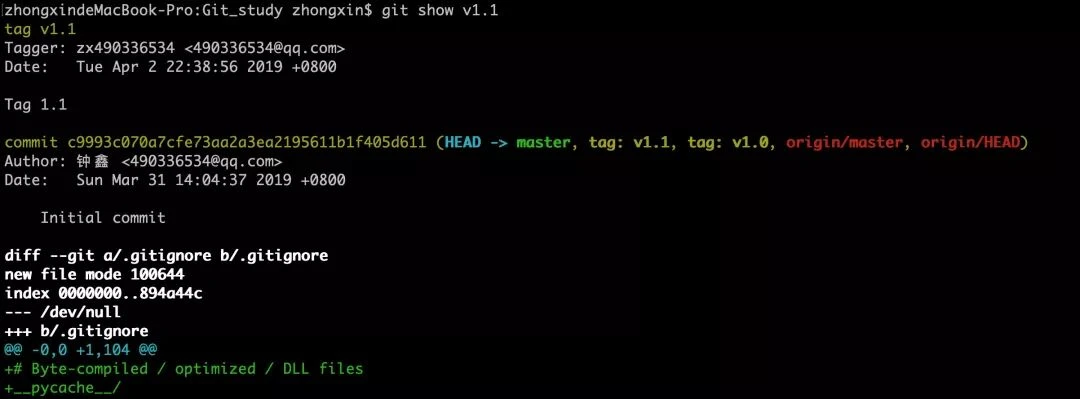 zhongxindeMacBook-Pro:Git_study zhongxin$ git show v1.1
tag v1.1
Tagger: zx490336534 <490336534@qq.com>
Date:   Tue Apr 2 22:38:56 2019 +0800
Tag 1.1
commit c9993c070a7cfe73aa2a3ea2195611b1f405d611 (HEAD -> master, tag: v1.1, tag: v1.0, origin/master, origin/HEAD)
Author: 钟鑫 <490336534@qq.com>
Date:   Sun Mar 31 14:04:37 2019 +0800
    Initial commit
diff --git a/.gitignore b/.gitignore
new file mode 100644
index 0000000..894a44c
--- /dev/null
+++ b/.gitignore
@@ -0,0 +1,104 @@
+# Byte-compiled / optimized / DLL files
+__pycache__/